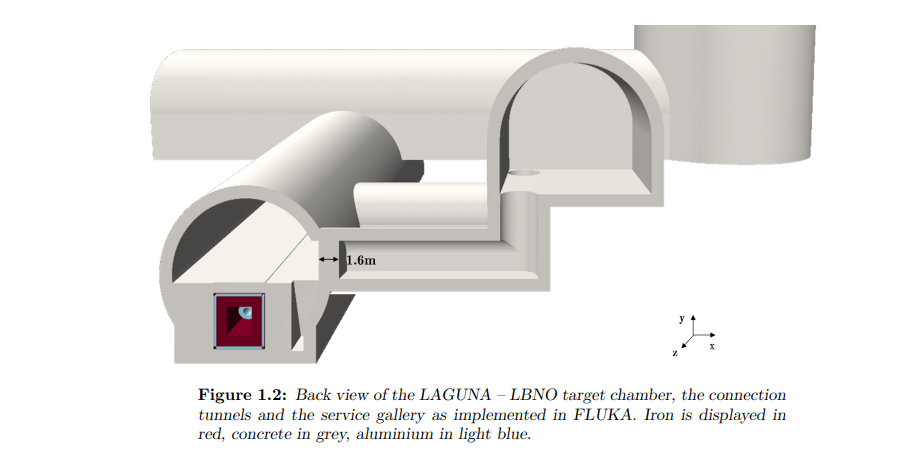 1.6m
y
z
x
Figure 1.2: Back view of the LAGUNA – LBNO target chamber, the connection
tunnels and the service gallery as implemented in FLUKA. Iron is displayed in
red, concrete in grey, aluminium in light blue.